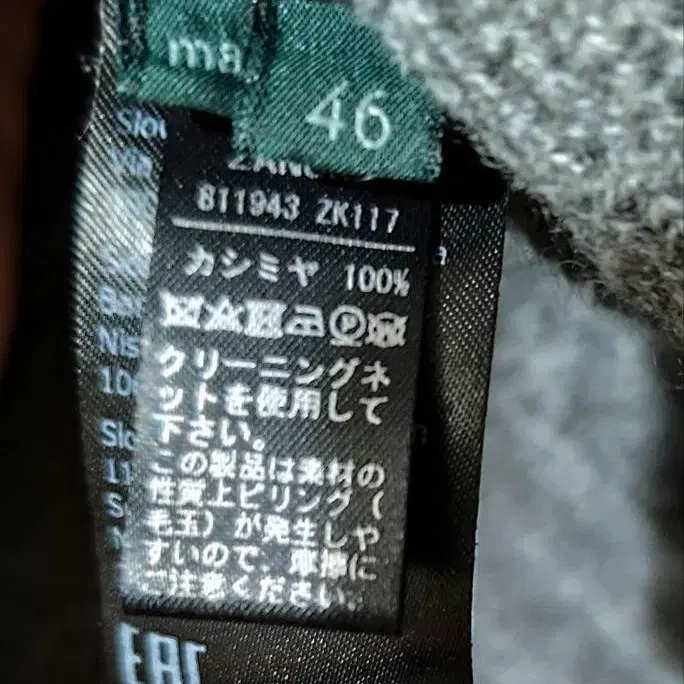 ma
46
811943 ZK117
カシミヤ 100%
クリーニングネ
ットを使用して
下さい。
この製品は素材の
性質上ピリング(
毛玉)が発生しや
すいので、摩擦に
ご注意ください。
EAC